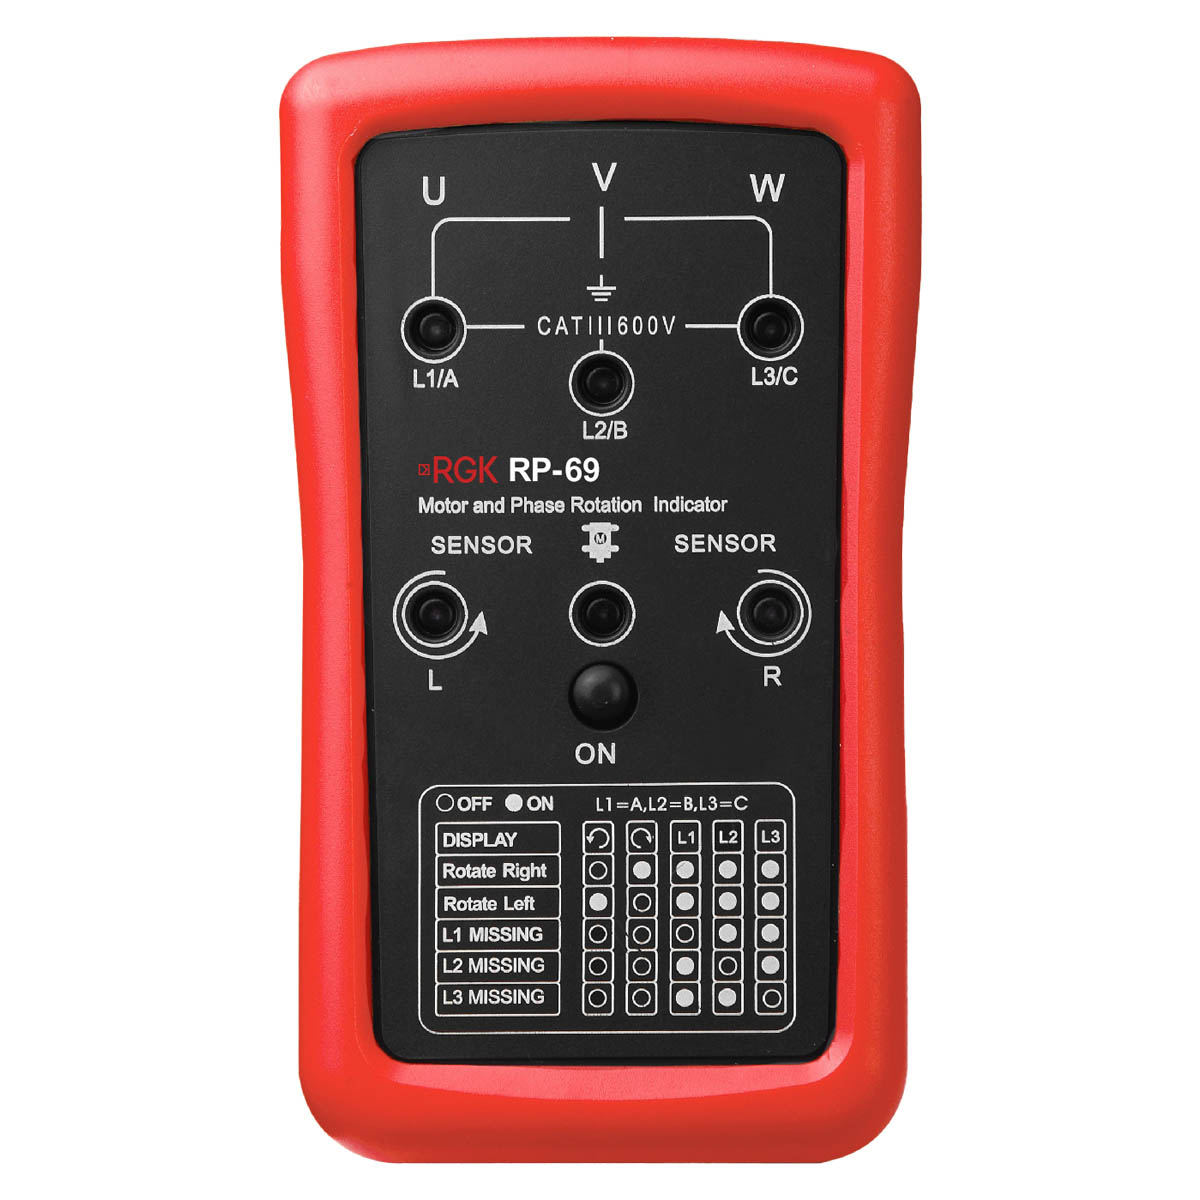 U V W
CATIII600V
L1/A L3/C
L2/B
RGK RP-69
Motor and Phase Rotation Indicator
SENSOR M SENSOR
L R
ON
OFF ON L1=A,L2=B,L3=C
DISPLAY L1 L2 L3
Rotate Right
Rotate Left
L1 MISSING
L2 MISSING
L3 MISSING